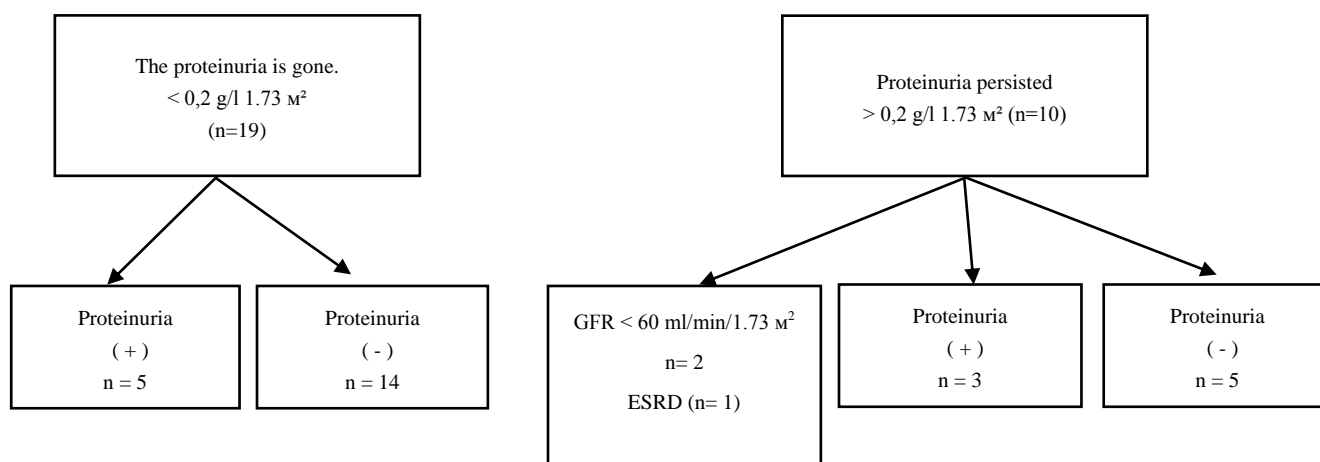 The proteinuria is gone.
< 0,2 g/l 1.73 м²
(n=19)
Proteinuria persisted
> 0,2 g/l 1.73 м² (n=10)
Proteinuria
( + )
n = 5
Proteinuria
( - )
n = 14
GFR < 60 ml/min/1.73 м²
n= 2
ESRD (n= 1)
Proteinuria
( + )
n = 3
Proteinuria
( - )
n = 5